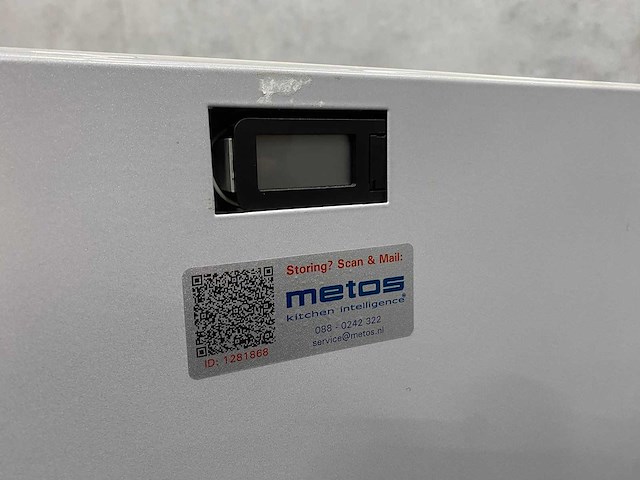 Storing? Scan & Mail:
metos
kitchen intelligence®
088 - 0242 322
service@metos.nl
ID: 1281868